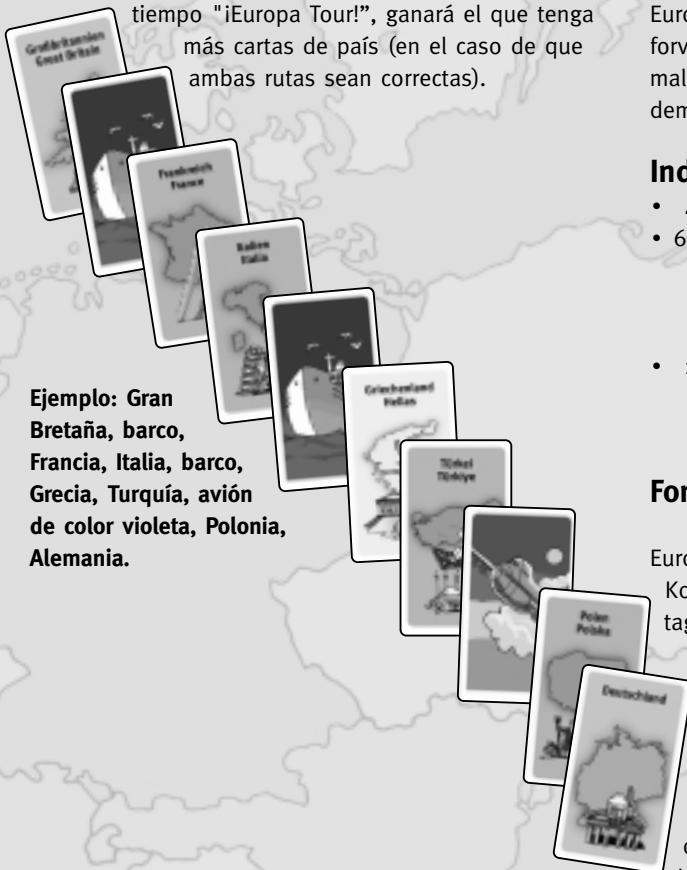 tiempo "¡Europa Tour!”, ganará el que tenga
más cartas de país (en el caso de que
ambas rutas sean correctas).
Großbritannien
Great Britain
Frankreich
France
Italien
Italia
Griechenland
Hellas
Türkei
Türkiye
Polen
Polska
Deutschland
Ejemplo: Gran
Bretaña, barco,
Francia, Italia, barco,
Grecia, Turquía, avión
de color violeta, Polonia,
Alemania.
Euro
forv
mal
dem
Ind
•
• 6
•
For
Euro
Ko
tag